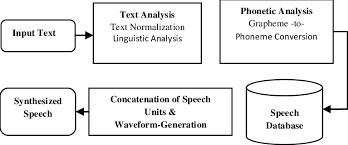 Input Text
Text Analysis
Text Normalization
Linguistic Analysis
Phonetic Analysis
Grapheme -to-
Phoneme Conversion
Synthesized
Speech
Concatenation of Speech
Units &
Waveform-Generation
Speech
Database